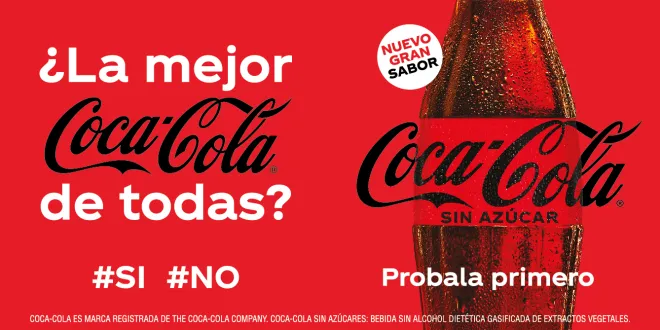 ¿La mejor
Coca-Cola®
de todas?
#SI #NO
NUEVO
GRAN
SABOR
Coca-Cola®
SIN AZÚCAR
Probala primero
COCA-COLA ES MARCA REGISTRADA DE THE COCA-COLA COMPANY. COCA-COLA SIN AZÚCARES: BEBIDA SIN ALCOHOL DIETÉTICA GASIFICADA DE EXTRACTOS VEGETALES.